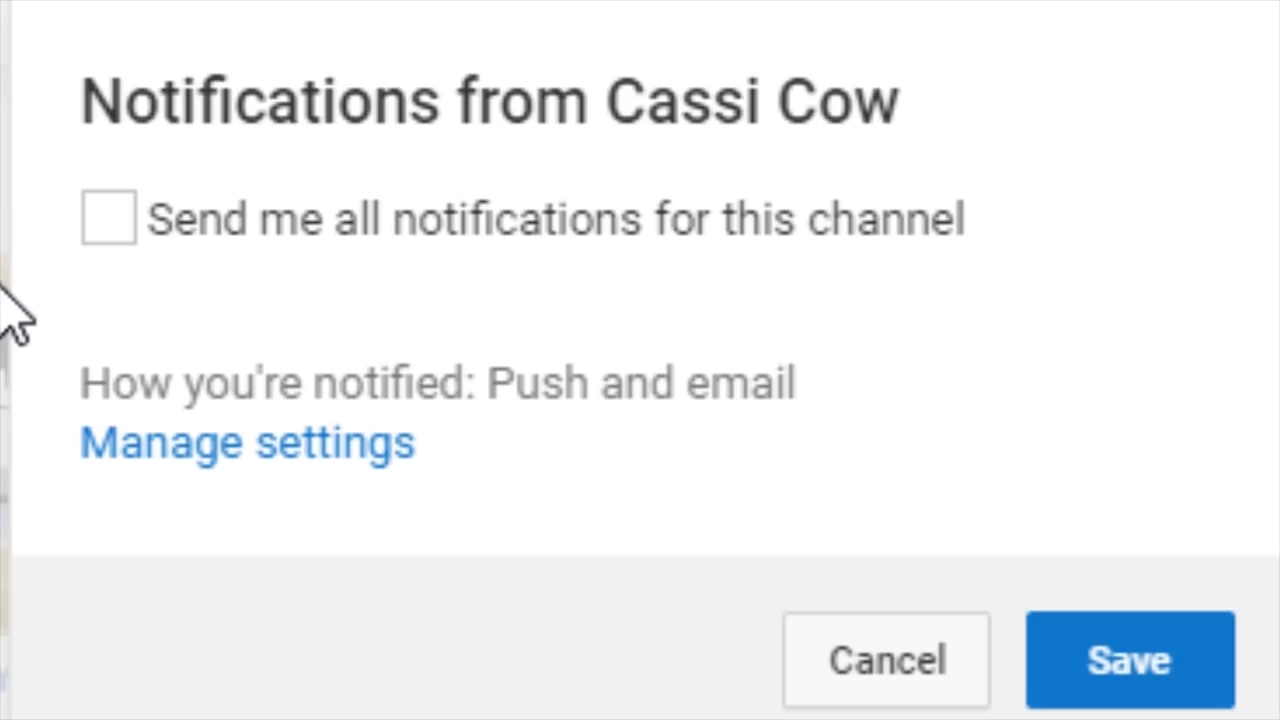 Notifications from Cassi Cow
Send me all notifications for this channel
How you're notified: Push and email
Manage settings
Cancel
Save